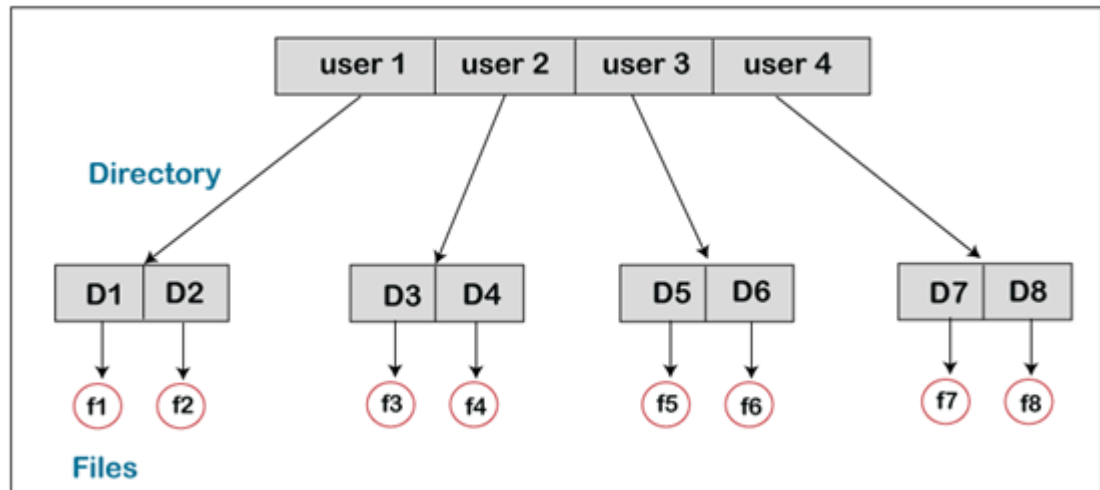 user 1 user 2 user 3 user 4
Directory
D1 D2 D3 D4 D5 D6 D7 D8
f1 f2 f3 f4 f5 f6 f7 f8
Files